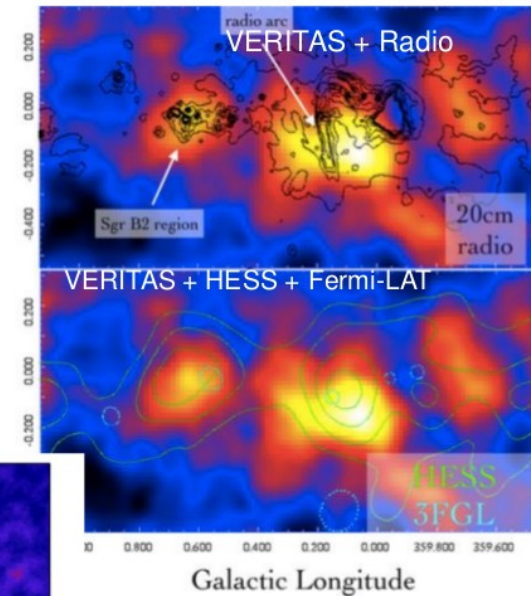 radio arc
VERITAS + Radio
0.200
0.000
-0.200
-0.400
Sgr B2 region
20cm
radio
VERITAS + HESS + Fermi-LAT
0.200
0.000
-0.200
HESS
3FGL
0.800 0.600 0.400 0.200 0.000 359.800 359.600
Galactic Longitude